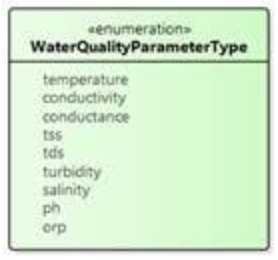 «enumeration»
WaterQualityParameterType
temperature
conductivity
conductance
tss
tds
turbidity
salinity
ph
orp